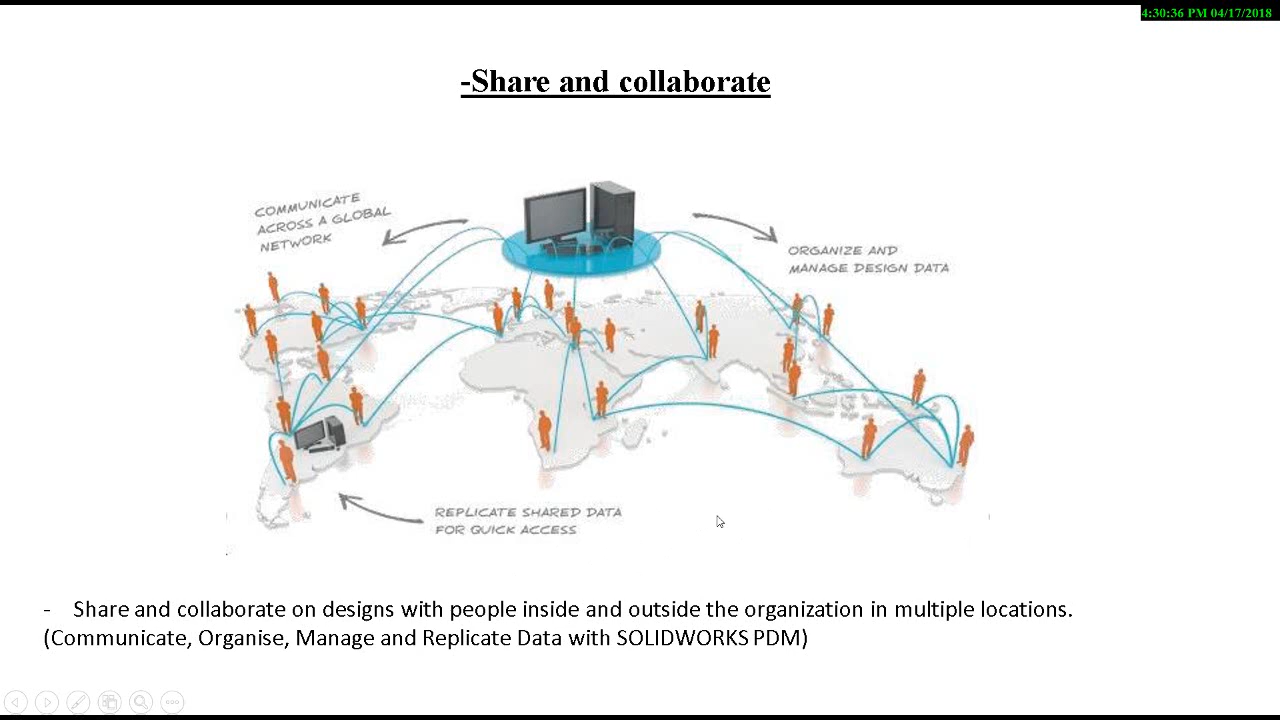 4:30:36 PM 04/17/2018
-Share and collaborate
COMMUNICATE
ACROSS A GLOBAL
NETWORK
ORGANIZE AND
MANAGE DESIGN DATA
REPLICATE SHARED DATA
FOR QUICK ACCESS
- Share and collaborate on designs with people inside and outside the organization in multiple locations.
(Communicate, Organise, Manage and Replicate Data with SOLIDWORKS PDM)